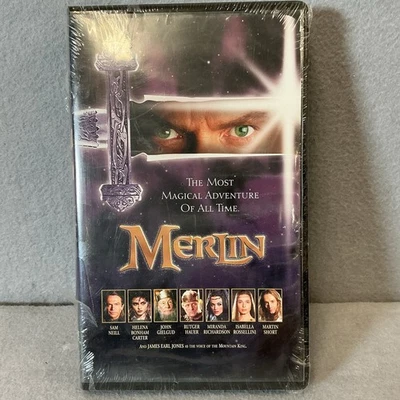 The Most
Magical Adventure
Of All Time.
Merlin
SAM
NEILL
HELENA
BONHAM
CARTER
JOHN
GIELGUD
RUTGER
HAUER
MIRANDA
RICHARDSON
ISABELLA
ROSSELLINI
MARTIN
SHORT
And JAMES EARL JONES as the voice of the Mountain King.